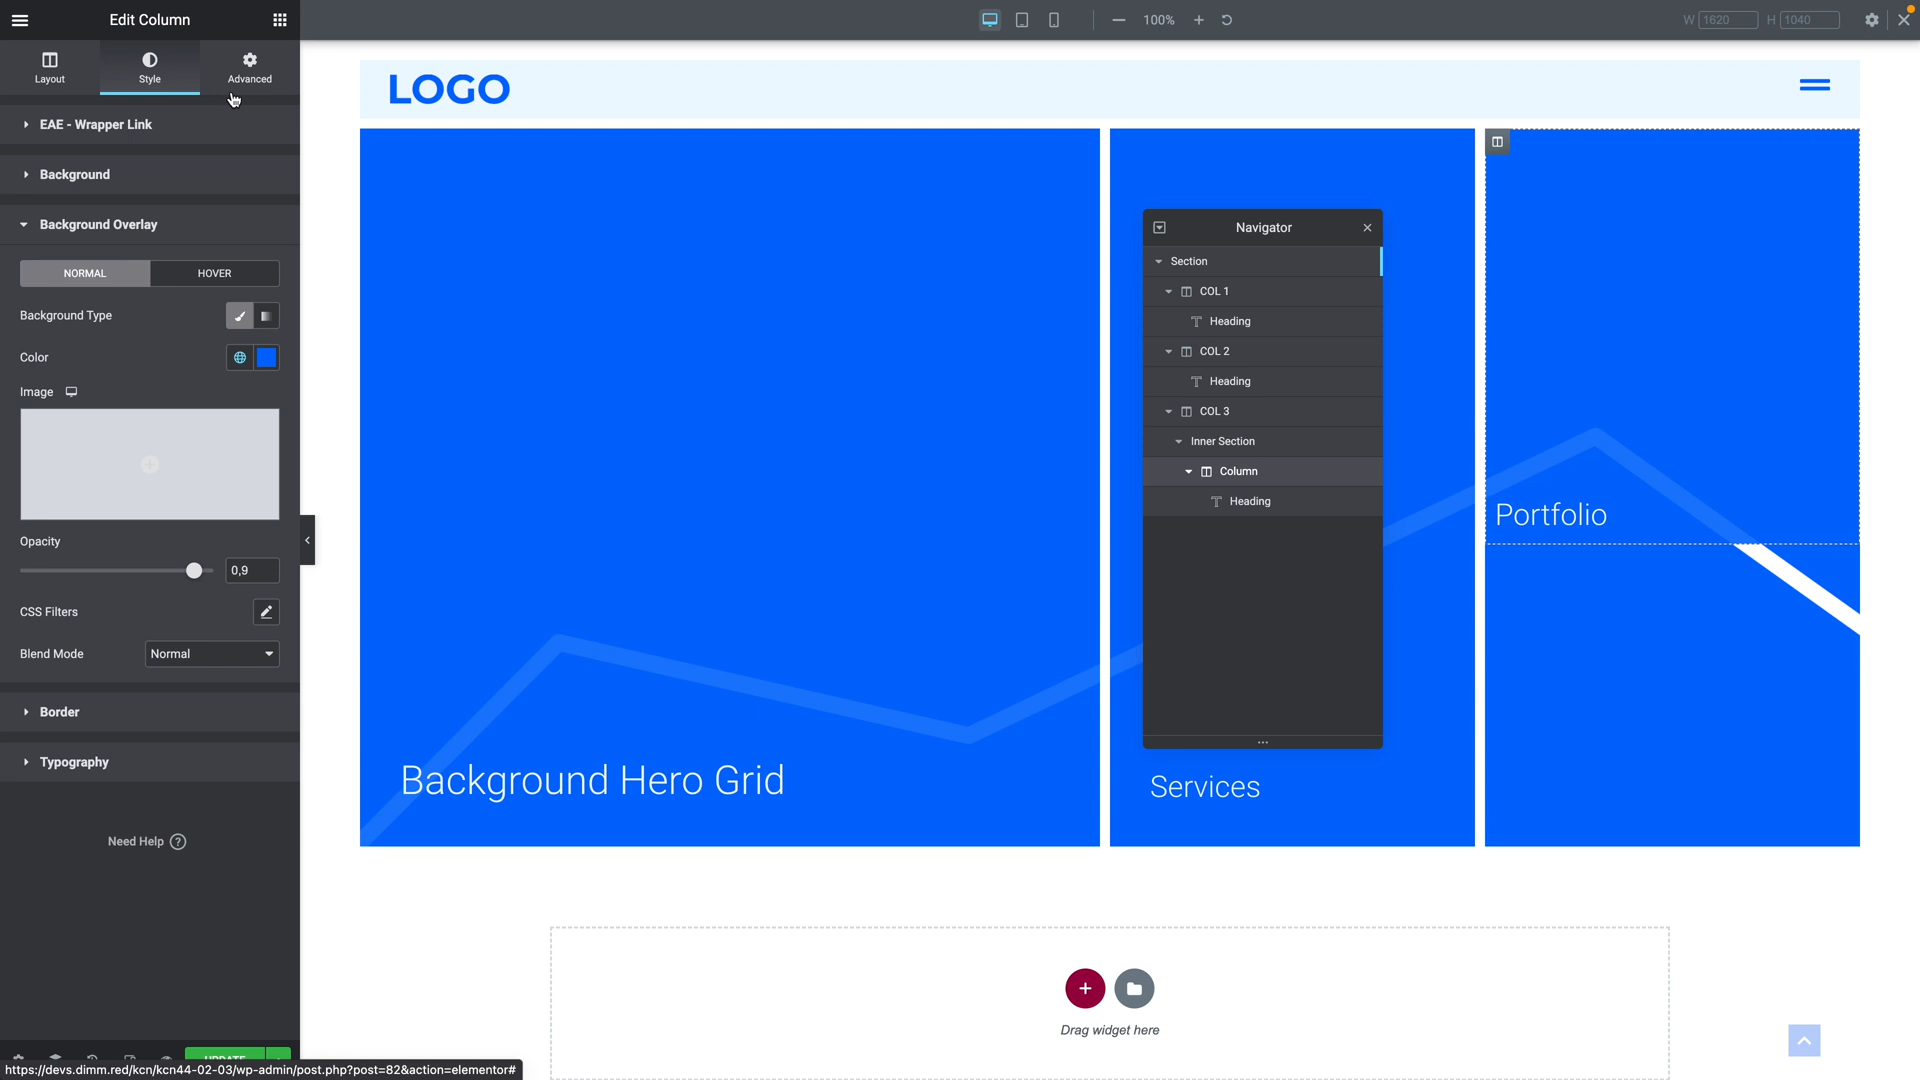 Edit Column
100%
W 1620 H 1040
Layout
Style
Advanced
EAE - Wrapper Link
Background
Background Overlay
NORMAL
HOVER
Background Type
Color
Image
Opacity
0,9
CSS Filters
Blend Mode
Normal
Border
Typography
Need Help ?
UPDATE
https://devs.dimm.red/kcn/kcn44-02-03/wp-admin/post.php?post=82&action=elementor#
LOGO
Background Hero Grid
Services
Portfolio
Navigator
Section
COL 1
Heading
COL 2
Heading
COL 3
Inner Section
Column
Heading
Drag widget here